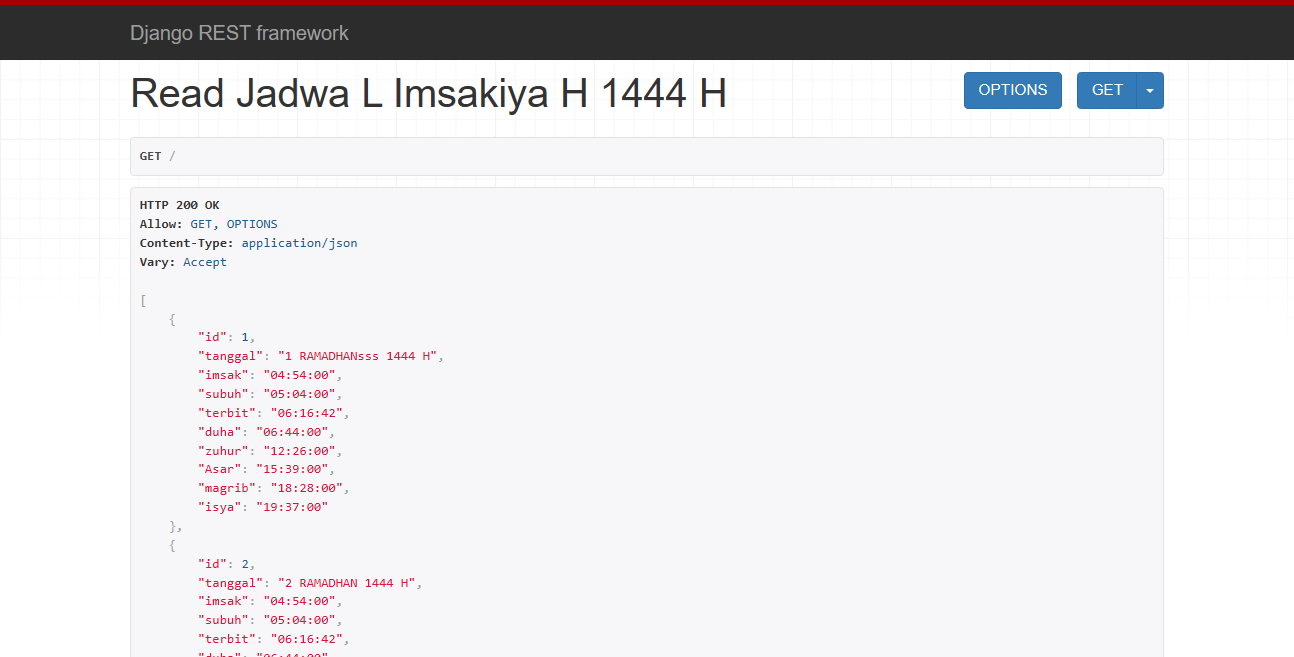 Django REST framework
Read Jadwa L Imsakiya H 1444 H
OPTIONS
GET
GET /
HTTP 200 OK
Allow: GET, OPTIONS
Content-Type: application/json
Vary: Accept
[
{
"id": 1,
"tanggal": "1 RAMADHANsss 1444 H",
"imsak": "04:54:00",
"subuh": "05:04:00",
"terbit": "06:16:42",
"duha": "06:44:00",
"zuhur": "12:26:00",
"Asar": "15:39:00",
"magrib": "18:28:00",
"isya": "19:37:00"
},
{
"id": 2,
"tanggal": "2 RAMADHAN 1444 H",
"imsak": "04:54:00",
"subuh": "05:04:00",
"terbit": "06:16:42",
"duha": "06:44:00"